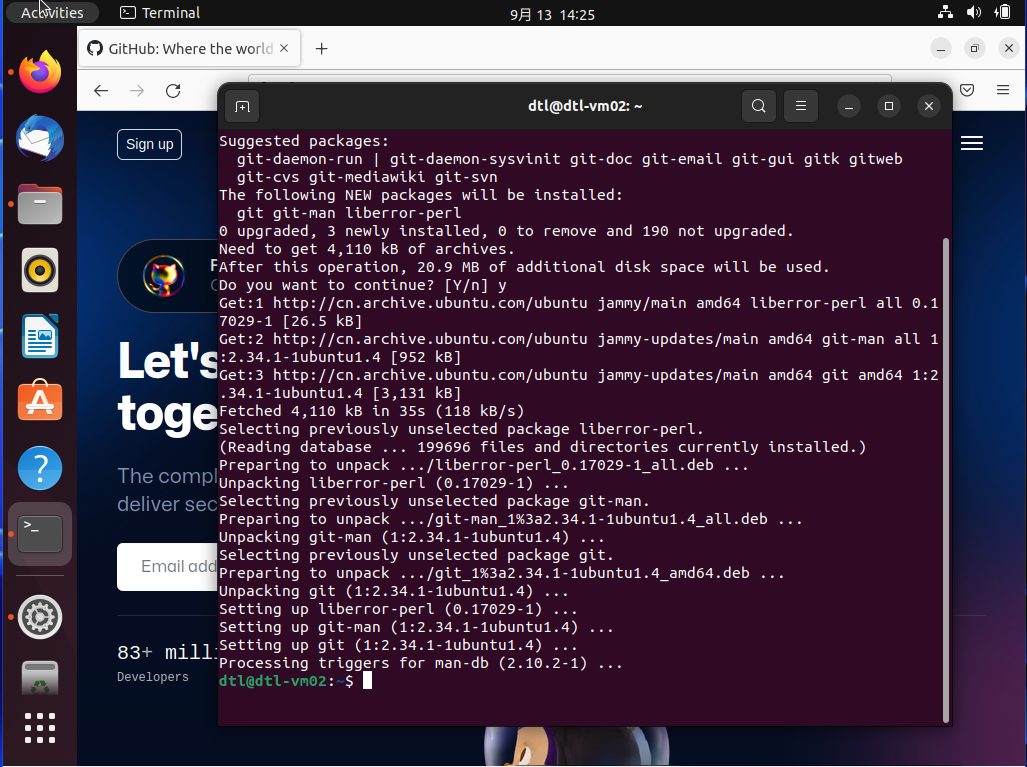 Activities
Terminal
9月 13 14:25
GitHub: Where the world
Sign up
Let's
toge
The compl
deliver sec
Email add
83+ milli
Developers
dtl@dtl-vm02: ~
Suggested packages:
git-daemon-run | git-daemon-sysvinit git-doc git-email git-gui gitk gitweb
git-cvs git-mediawiki git-svn
The following NEW packages will be installed:
git git-man liberror-perl
0 upgraded, 3 newly installed, 0 to remove and 190 not upgraded.
Need to get 4,110 kB of archives.
After this operation, 20.9 MB of additional disk space will be used.
Do you want to continue? [Y/n] y
Get:1 http://cn.archive.ubuntu.com/ubuntu jammy/main amd64 liberror-perl all 0.1
7029-1 [26.5 kB]
Get:2 http://cn.archive.ubuntu.com/ubuntu jammy-updates/main amd64 git-man all 1
:2.34.1-1ubuntu1.4 [952 kB]
Get:3 http://cn.archive.ubuntu.com/ubuntu jammy-updates/main amd64 git amd64 1:2
.34.1-1ubuntu1.4 [3,131 kB]
Fetched 4,110 kB in 35s (118 kB/s)
Selecting previously unselected package liberror-perl.
(Reading database ... 199696 files and directories currently installed.)
Preparing to unpack .../liberror-perl_0.17029-1_all.deb ...
Unpacking liberror-perl (0.17029-1) ...
Selecting previously unselected package git-man.
Preparing to unpack .../git-man_1%3a2.34.1-1ubuntu1.4_all.deb ...
Unpacking git-man (1:2.34.1-1ubuntu1.4) ...
Selecting previously unselected package git.
Preparing to unpack .../git_1%3a2.34.1-1ubuntu1.4_amd64.deb ...
Unpacking git (1:2.34.1-1ubuntu1.4) ...
Setting up liberror-perl (0.17029-1) ...
Setting up git-man (1:2.34.1-1ubuntu1.4) ...
Setting up git (1:2.34.1-1ubuntu1.4) ...
Processing triggers for man-db (2.10.2-1) ...
dtl@dtl-vm02:~$